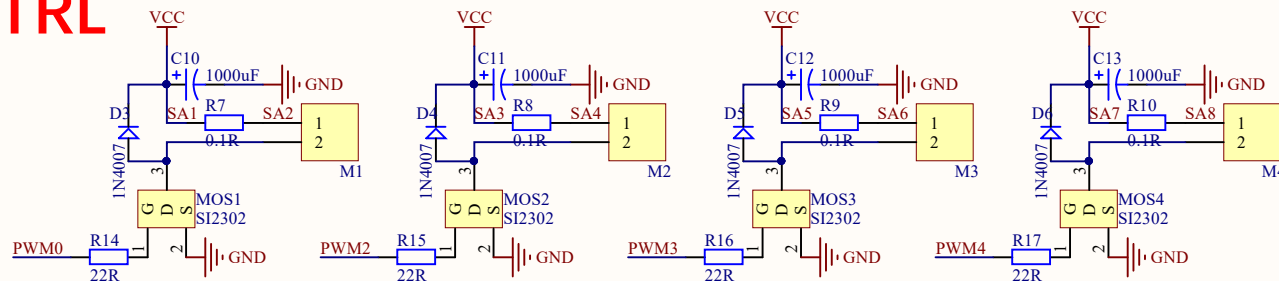 TRL
VCC VCC VCC VCC
C10 C11 C12 C13
+ 1000uF GND + 1000uF GND + 1000uF GND + 1000uF GND
D3 SA1 R7 SA2 D4 SA3 R8 SA4 D5 SA5 R9 SA6 D6 SA7 R10 SA8
1 1 1 1
0.1R 2 0.1R 2 0.1R 2 0.1R 2
1N4007 3 M1 1N4007 3 M2 1N4007 3 M3 1N4007 3 M4
G D S MOS1 G D S MOS2 G D S MOS3 G D S MOS4
SI2302 SI2302 SI2302 SI2302
PWM0 R14 1 2 GND PWM2 R15 1 2 GND PWM3 R16 1 2 GND PWM4 R17 1 2 GND
22R 22R 22R 22R